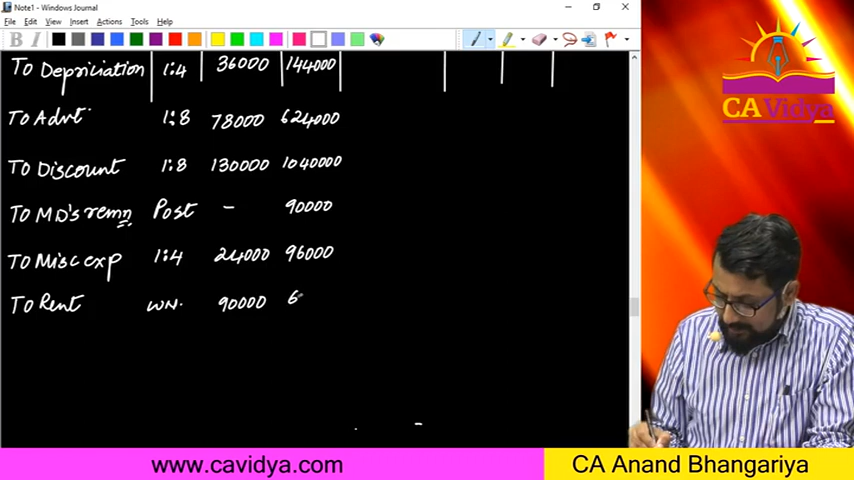 Note1 - Windows Journal
File Edit View Insert Actions Tools Help
B I
To Depriciation 1:4 36000 144000
To Advt. 1:8 78000 624000
To Discount 1:8 130000 1040000
To MD's remn Post - 90000
To Misc exp 1:4 24000 96000
To Rent WN. 90000 6
CA Vidya
www.cavidya.com
CA Anand Bhangariya